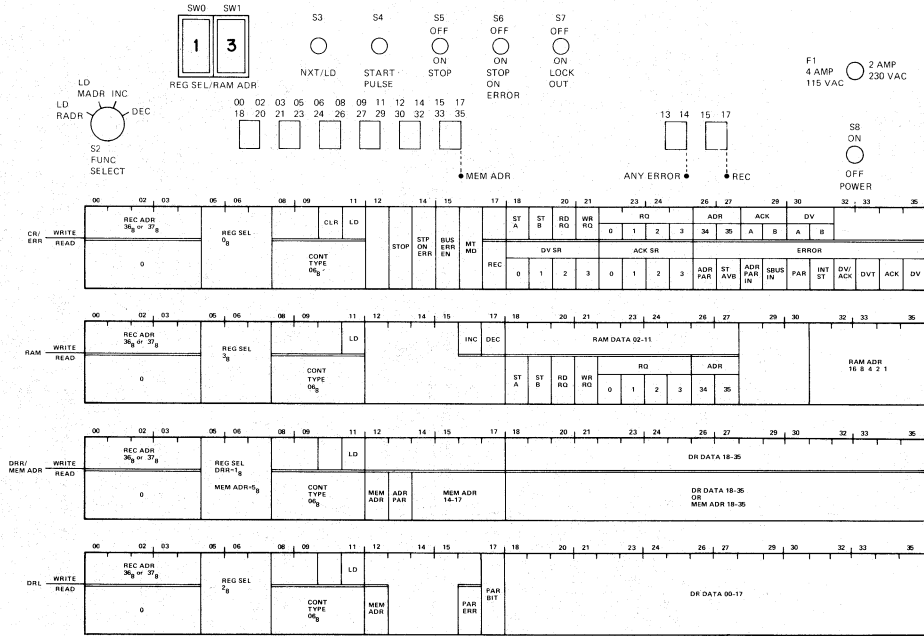 SW0 SW1
1 3
REG SEL/RAM ADR
S3
NXT/LD
S4
START
PULSE
S5
OFF
ON
STOP
S6
OFF
ON
STOP
ON
ERROR
S7
OFF
ON
LOCK
OUT
F1
4 AMP
115 VAC
2 AMP
230 VAC
LD
MADR INC
LD
RADR
DEC
S2
FUNC
SELECT
00 02 03 05 06 08 09 11 12 14 15 17
18 20 21 23 24 26 27 29 30 32 33 35
MEM ADR
13 14 15 17
ANY ERROR
REC
S8
ON
OFF
POWER
00 02 03 05 06 08 09 11 12 14 15 17 18 20 21 23 24 26 27 29 30 32 33 35
CR/
ERR
WRITE
READ
REC ADR
368 or 378
0
REG SEL
08
CLR LD
CONT
TYPE
068
STOP
STP
ON
ERR
BUS
ERR
EN
MT
MD
REC
ST
A
ST
B
RD
RQ
WR
RQ
RQ
0 1 2 3
ADR
34 35
ACK
A B
DV
A B
DV SR
0 1 2 3
ACK SR
0 1 2 3
ERROR
ADR
PAR
ST
AVB
ADR
PAR
IN
SBUS
IN
PAR
INT
ST
DV/
ACK
DVT
ACK
DV
00 02 03 05 06 08 09 11 12 14 15 17 18 20 21 23 24 26 27 29 30 32 33 35
RAM
WRITE
READ
REC ADR
368 or 378
0
REG SEL
38
LD
CONT
TYPE
068
INC DEC
RAM DATA 02-11
ST
A
ST
B
RD
RQ
WR
RQ
RQ
0 1 2 3
ADR
34 35
RAM ADR
16 8 4 2 1
00 02 03 05 06 08 09 11 12 14 15 17 18 20 21 23 24 26 27 29 30 32 33 35
DRR/
MEM ADR
WRITE
READ
REC ADR
368 or 378
0
REG SEL
DRR=18
MEM ADR=58
LD
CONT
TYPE
068
MEM
ADR
ADR
PAR
MEM ADR
14-17
DR DATA 18-35
DR DATA 18-35
OR
MEM ADR 18-35
00 02 03 05 06 08 09 11 12 14 15 17 18 20 21 23 24 26 27 29 30 32 33 35
DRL
WRITE
READ
REC ADR
368 or 378
0
REG SEL
28
LD
CONT
TYPE
068
MEM
ADR
PAR
ERR
PAR
BIT
DR DATA 00-17